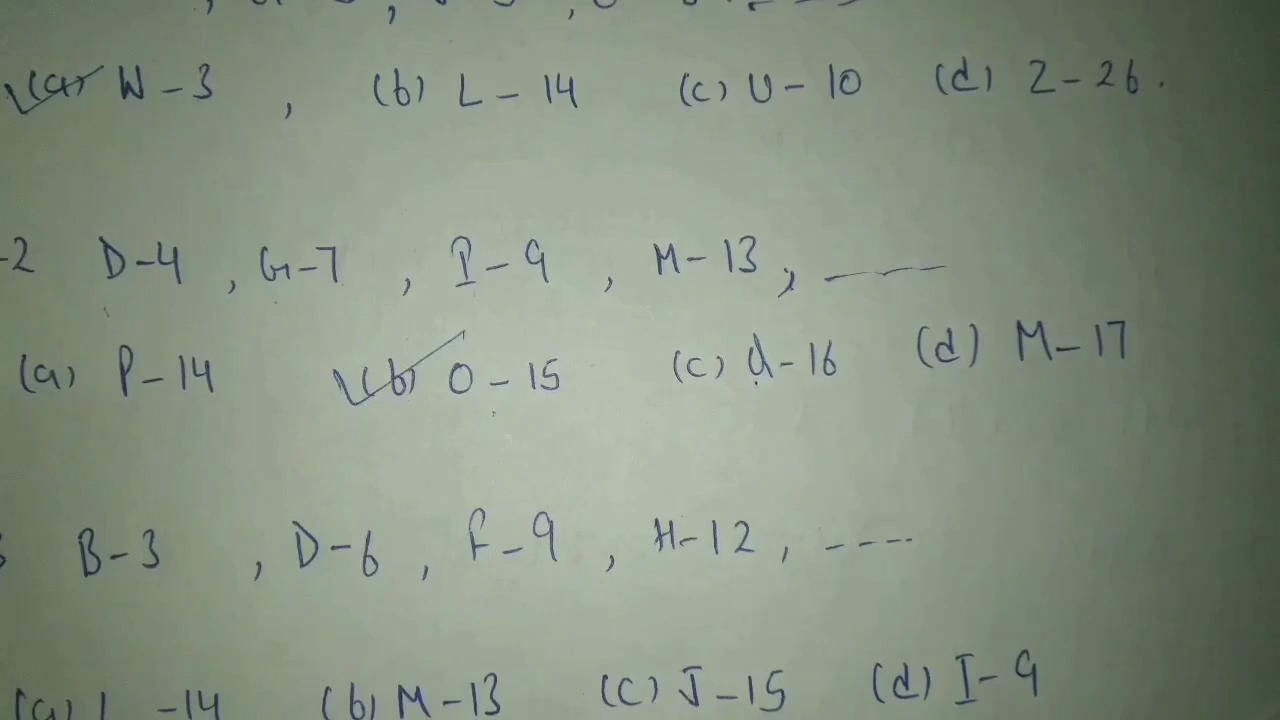 (a) W-3 , (b) L-14 (c) U-10 (d) Z-26.
-2 D-4 , G-7 , I-9 , M-13, ——
(a) P-14 (b) O-15 (c) Q-16 (d) M-17
B-3 , D-6 , F-9 , H-12, ----
(a) L-14 (b) M-13 (c) J-15 (d) I-9